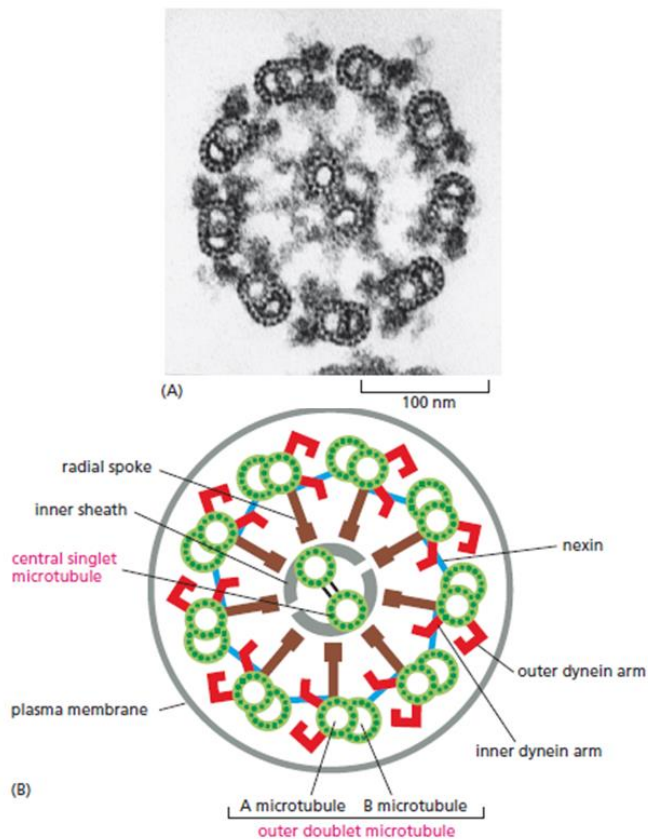 (A)
100 nm
radial spoke
inner sheath
central singlet
microtubule
nexin
outer dynein arm
plasma membrane
inner dynein arm
(B)
A microtubule B microtubule
outer doublet microtubule